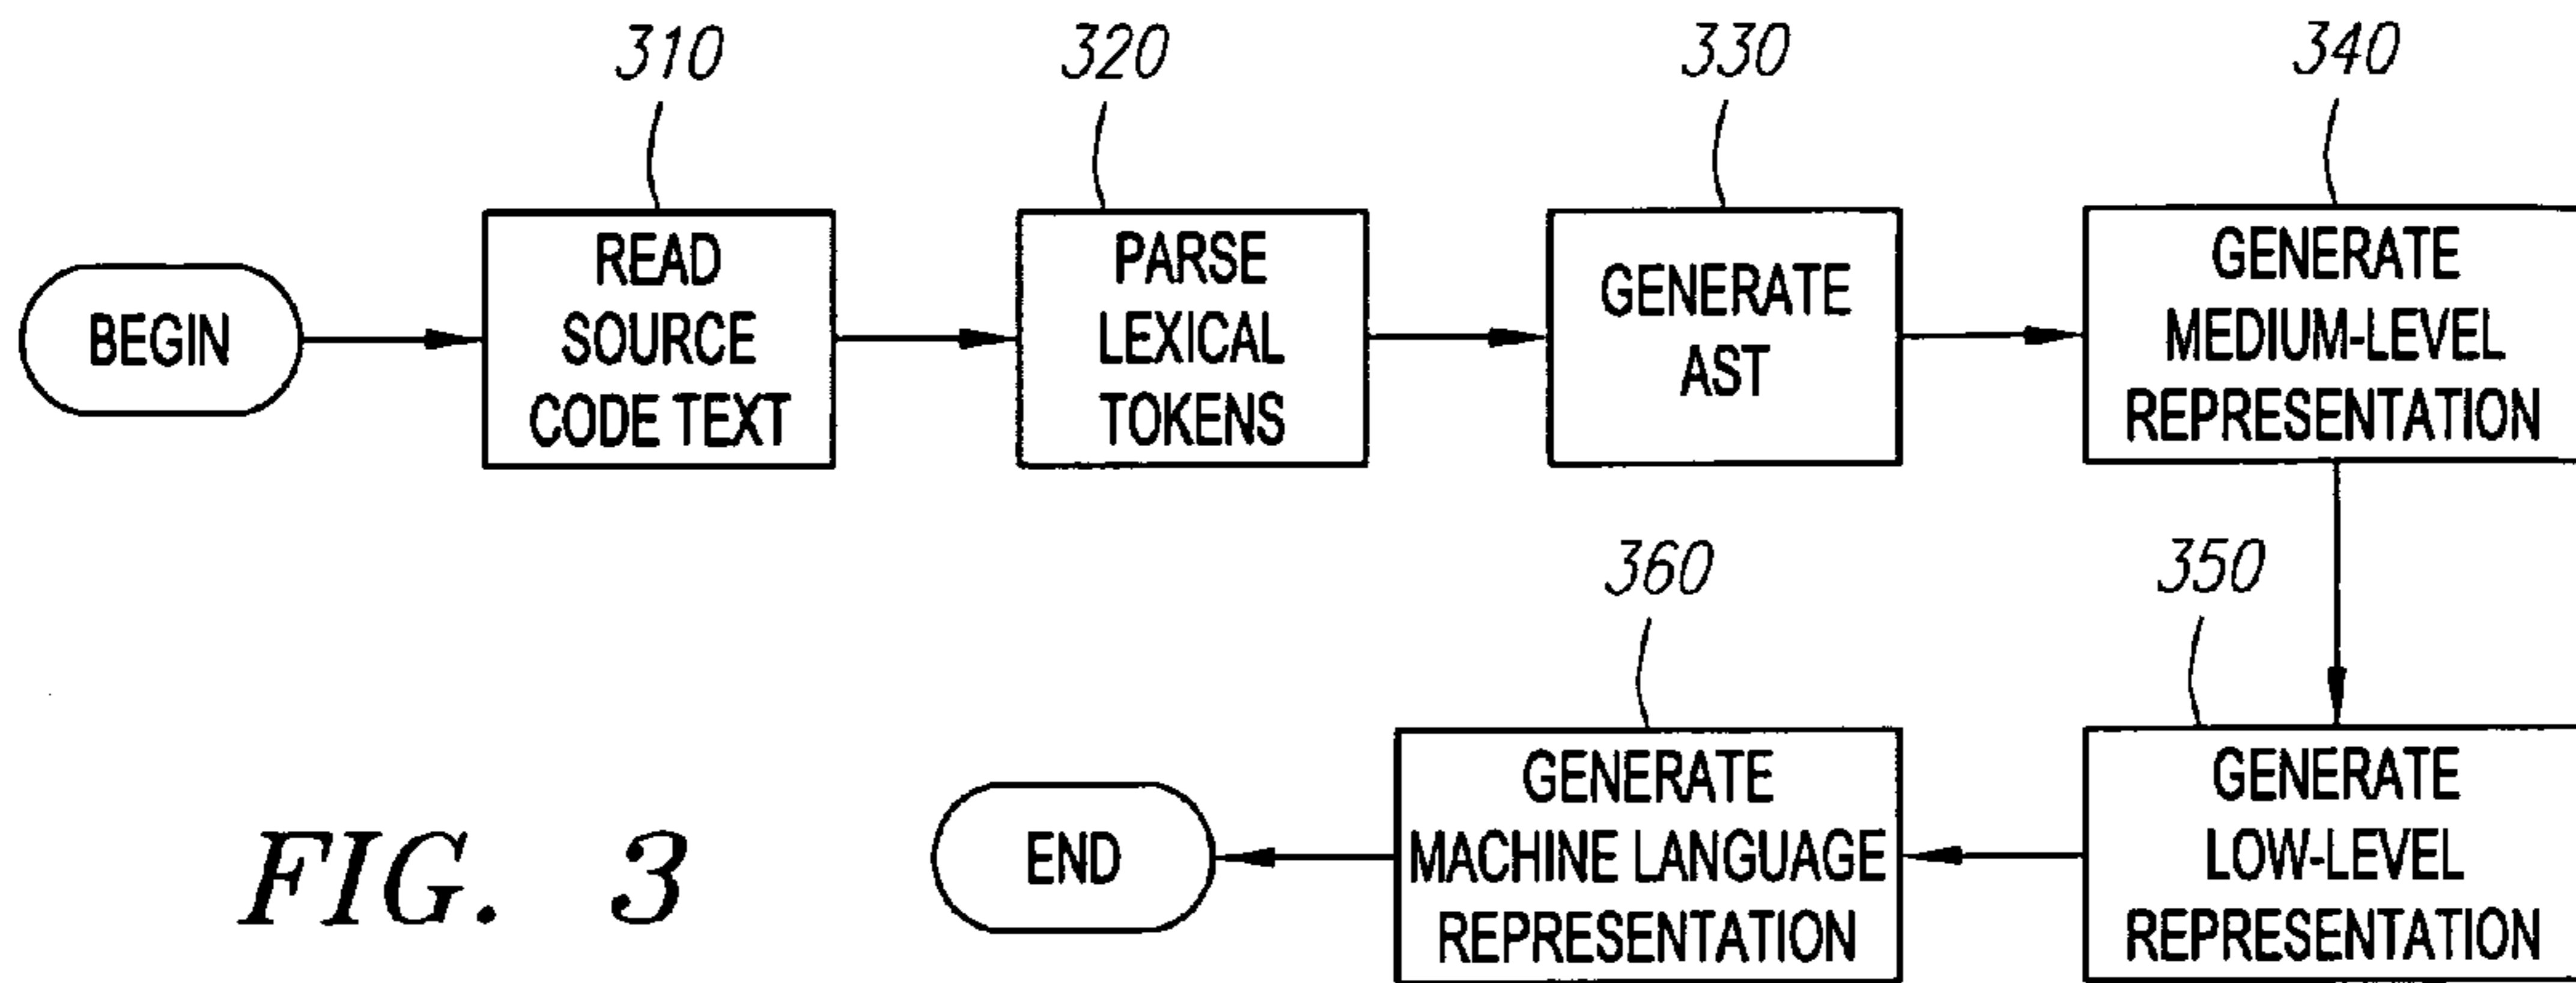 310
320
330
340
BEGIN
READ
SOURCE
CODE TEXT
PARSE
LEXICAL
TOKENS
GENERATE
AST
GENERATE
MEDIUM-LEVEL
REPRESENTATION
350
GENERATE
LOW-LEVEL
REPRESENTATION
360
GENERATE
MACHINE LANGUAGE
REPRESENTATION
END
FIG. 3